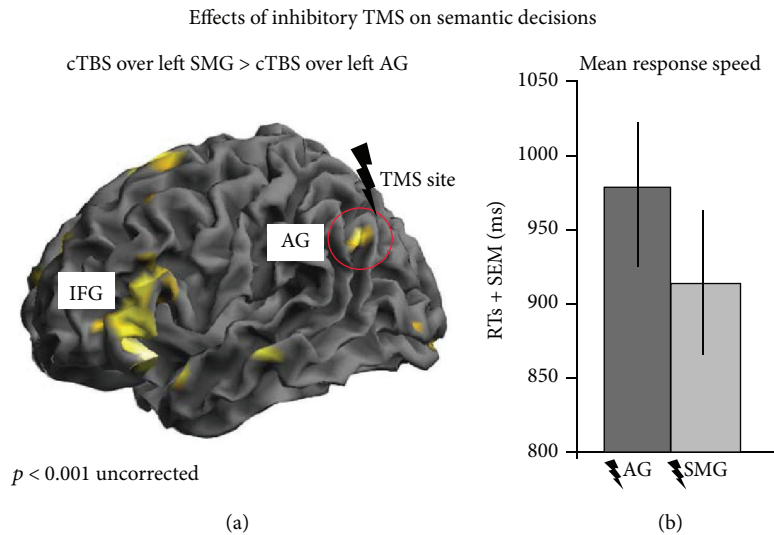 Effects of inhibitory TMS on semantic decisions
cTBS over left SMG > cTBS over left AG
TMS site
AG
IFG
p < 0.001 uncorrected
(a)
Mean response speed
RTs + SEM (ms)
1050
1000
950
900
850
800
AG SMG
(b)